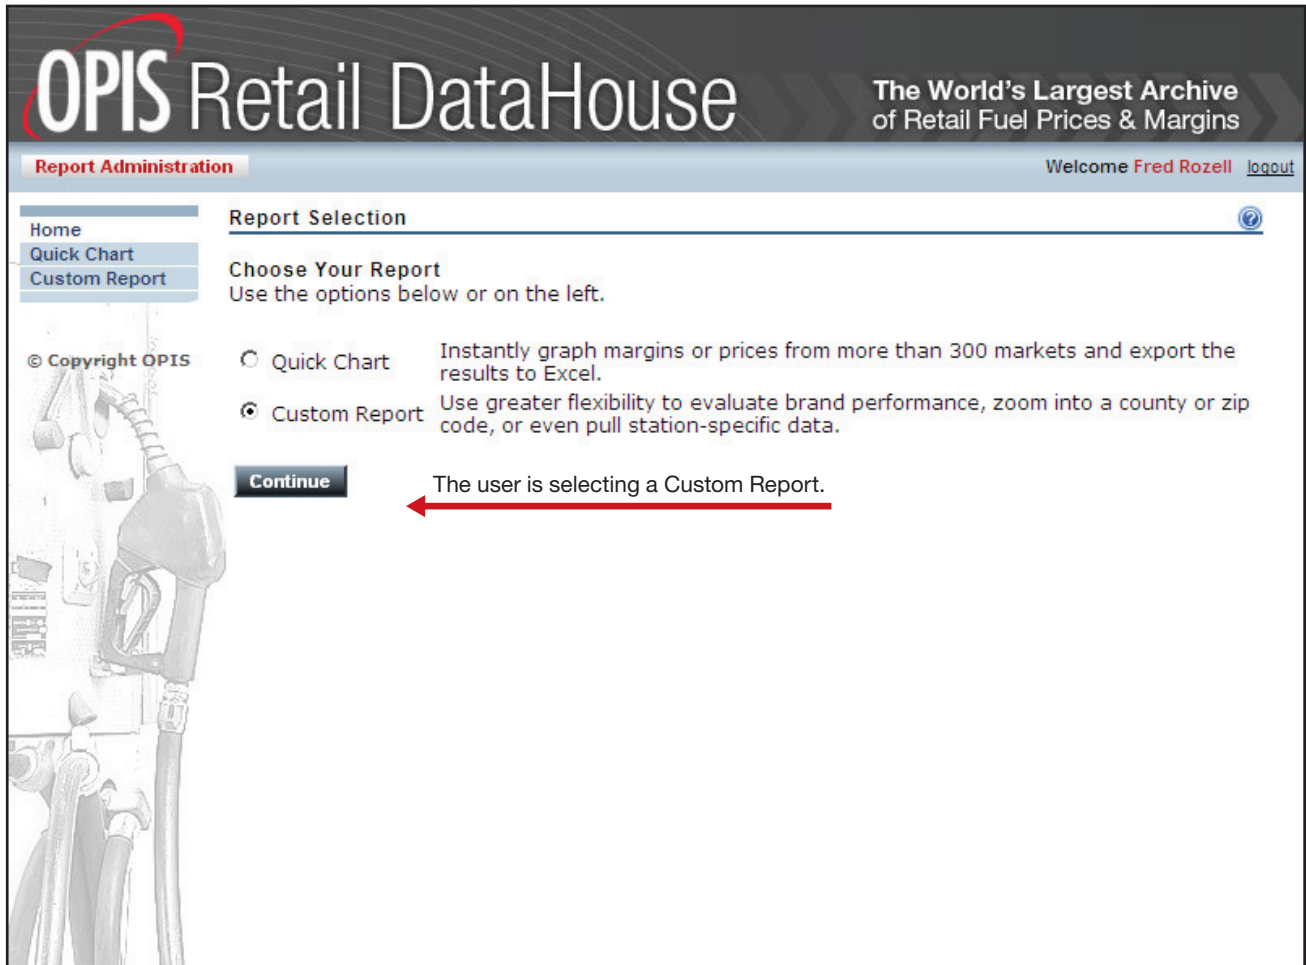 OPIS Retail DataHouse
The World's Largest Archive
of Retail Fuel Prices & Margins
Report Administration
Welcome Fred Rozell logout
Home
Quick Chart
Custom Report
© Copyright OPIS
Report Selection
?
Choose Your Report
Use the options below or on the left.
Quick Chart
Instantly graph margins or prices from more than 300 markets and export the
results to Excel.
Custom Report
Use greater flexibility to evaluate brand performance, zoom into a county or zip
code, or even pull station-specific data.
Continue
The user is selecting a Custom Report.